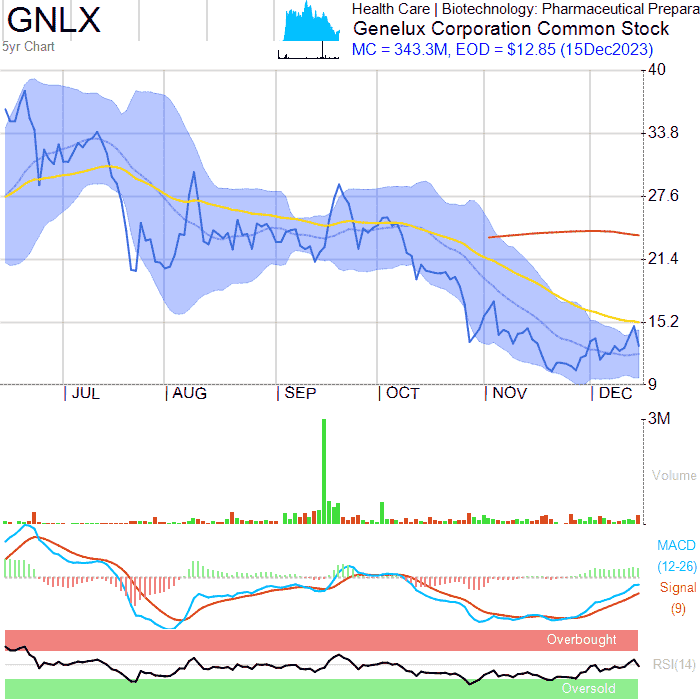 GNLX
5yr Chart
Health Care | Biotechnology: Pharmaceutical Prepara
Genelux Corporation Common Stock
MC = 343.3M, EOD = $12.85 (15Dec2023)
40
33.8
27.6
21.4
15.2
9
JUL AUG SEP OCT NOV DEC
3M
Volume
MACD
(12-26)
Signal
(9)
Overbought
RSI(14)
Oversold